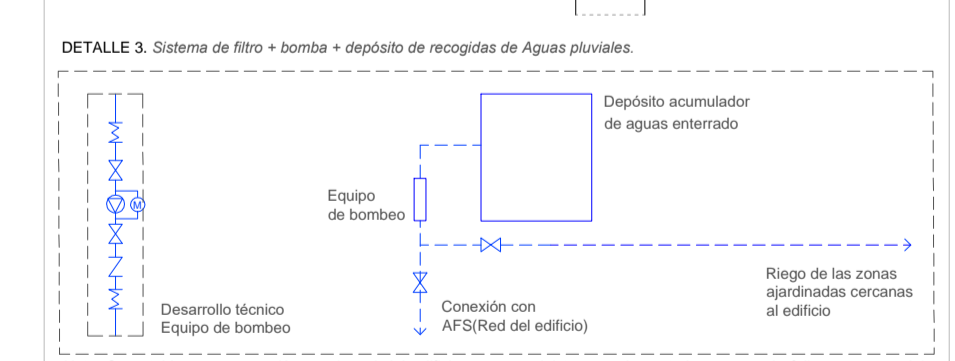 DETALLE 3. Sistema de filtro + bomba + depósito de recogidas de Aguas pluviales.
Depósito acumulador
de aguas enterrado
Equipo
de bombeo
M
Riego de las zonas
ajardinadas cercanas
al edificio
Desarrollo técnico
Equipo de bombeo
Conexión con
AFS(Red del edificio)